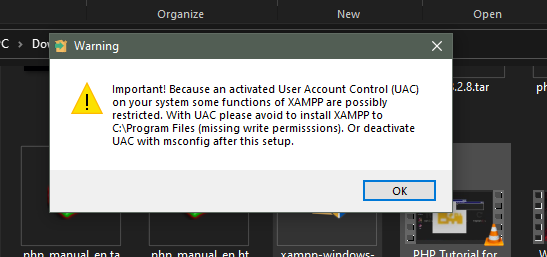 Organize New Open
PC Dov
Warning
Important! Because an activated User Account Control (UAC)
on your system some functions of XAMPP are possibly
restricted. With UAC please avoid to install XAMPP to
C:\Program Files (missing write permisssions). Or deactivate
UAC with msconfig after this setup.
.2.8.tar
OK
php_manual_en.ta
php_manual_en.ht
xampp-windows-
PHP Tutorial for